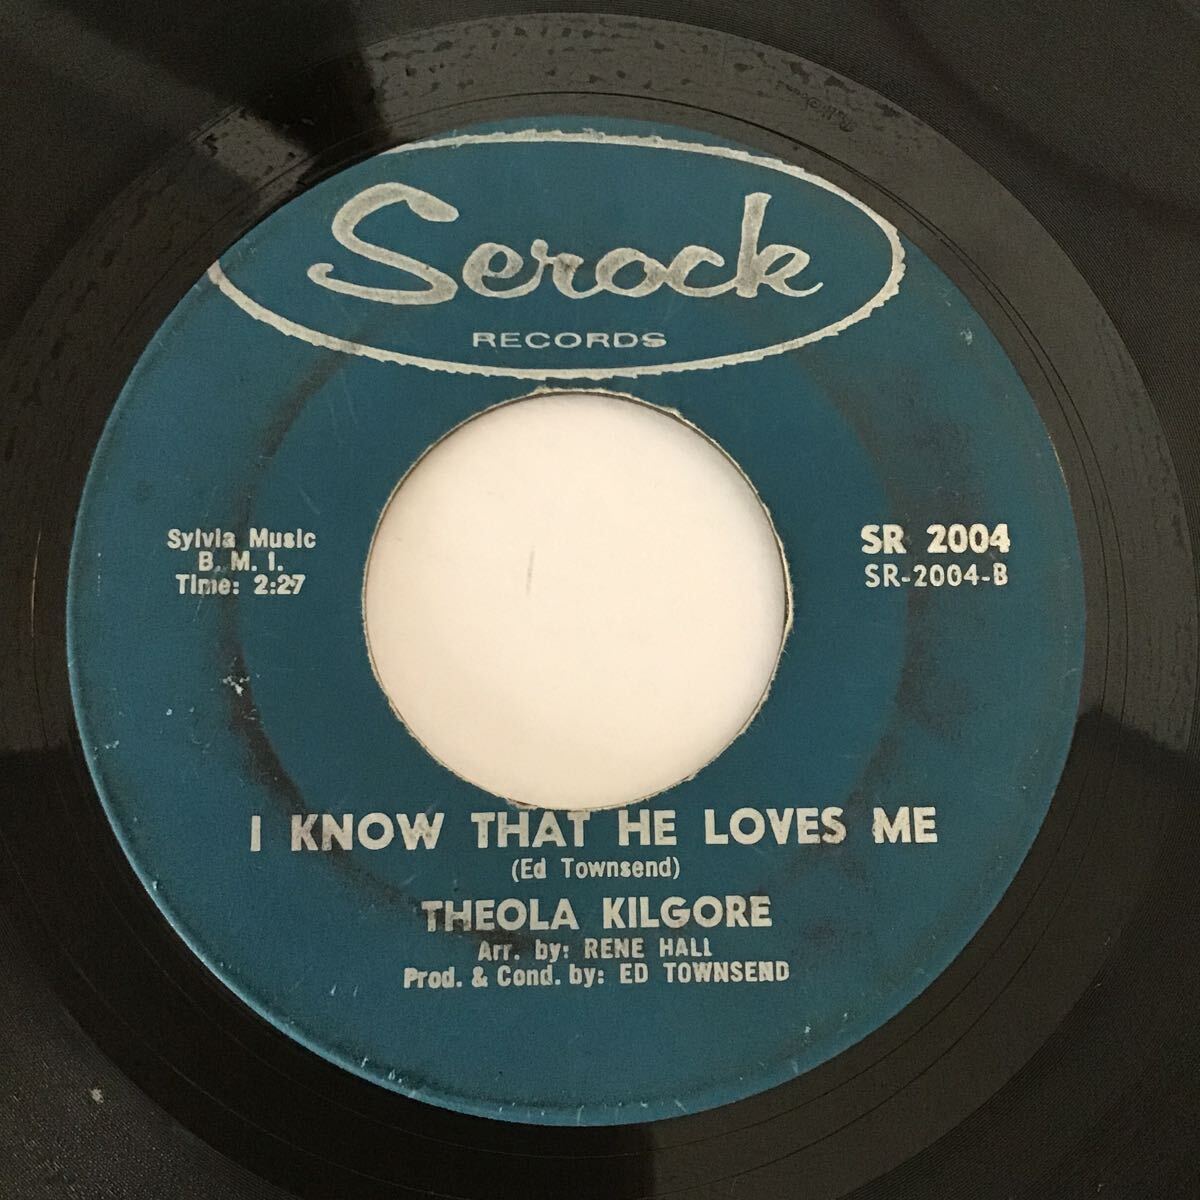 Serock
RECORDS
Sylvia Music
B. M. I.
Time: 2:27
SR 2004
SR-2004-B
I KNOW THAT HE LOVES ME
(Ed Townsend)
THEOLA KILGORE
Arr. by: RENE HALL
Prod. & Cond. by: ED TOWNSEND